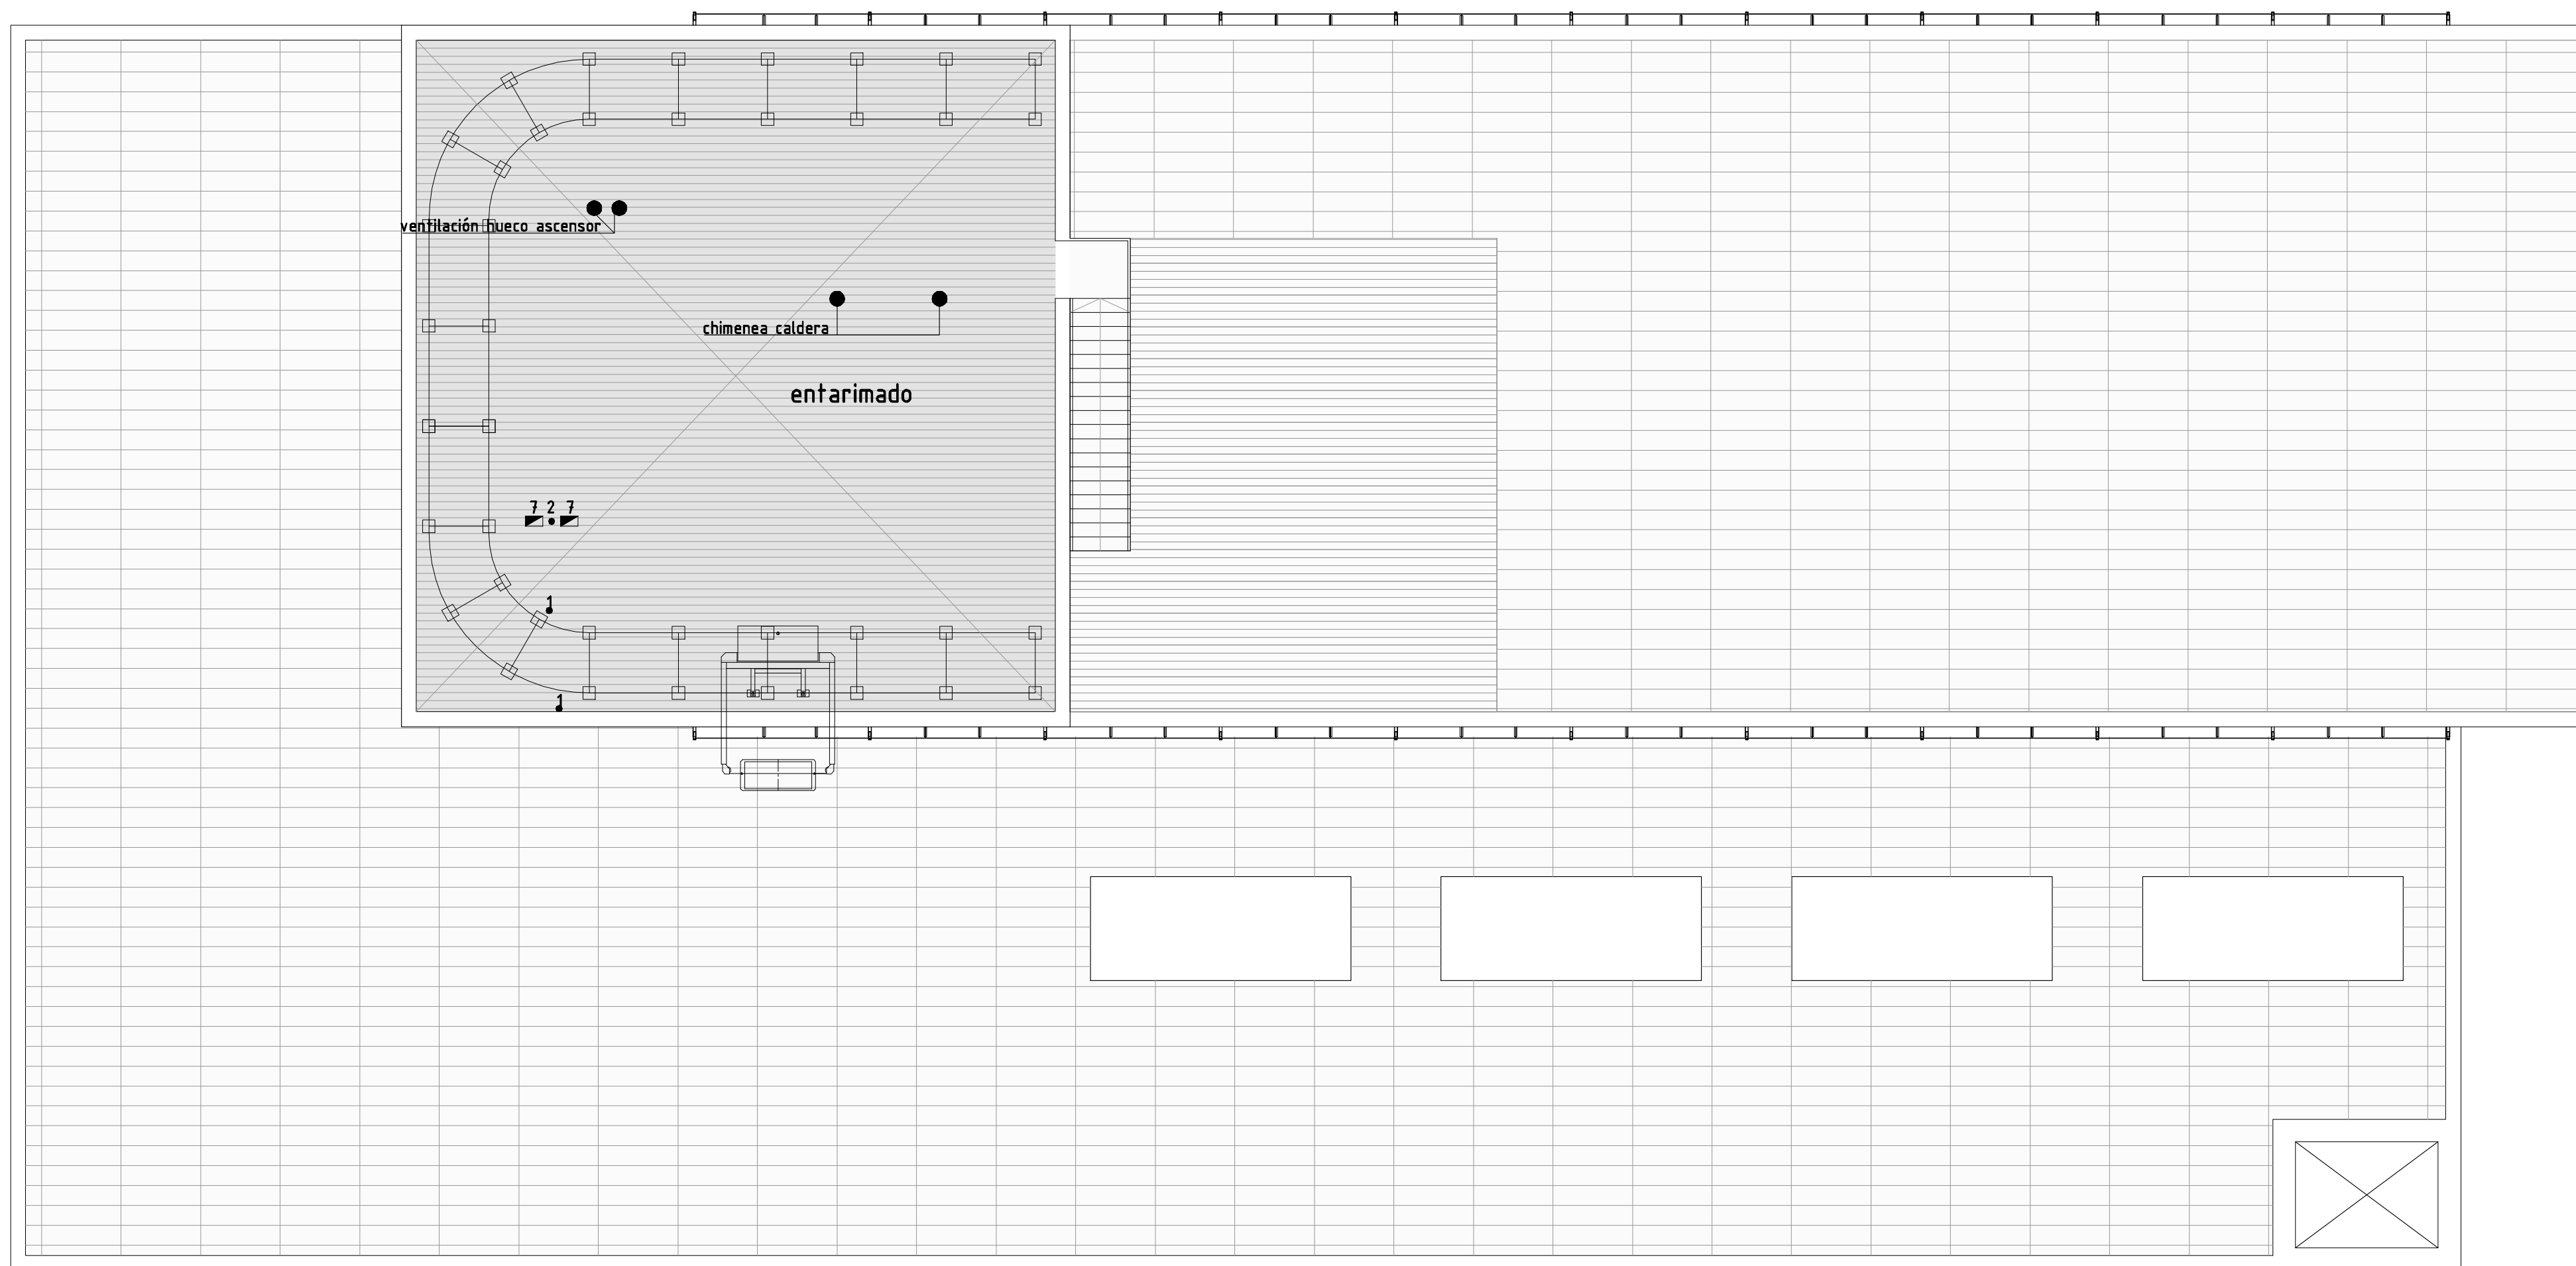 ventilación hueco ascensor
chimenea caldera
entarimado
7 2 7
1
1